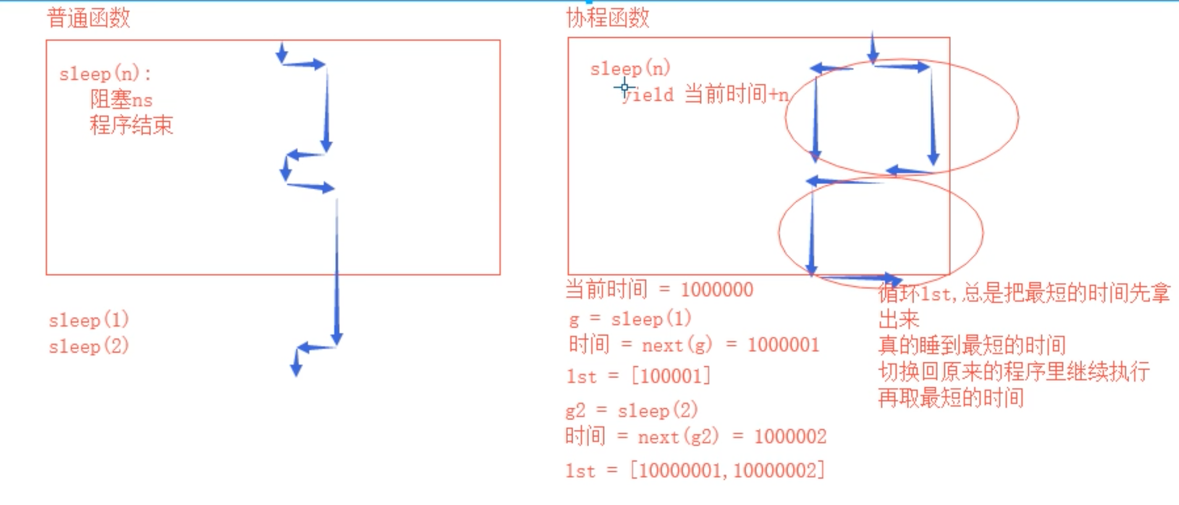 普通函数
sleep(n):
阻塞ns
程序结束
sleep(1)
sleep(2)
协程函数
sleep(n)
yield 当前时间+n
当前时间 = 1000000
g = sleep(1)
时间 = next(g) = 1000001
lst = [100001]
g2 = sleep(2)
时间 = next(g2) = 1000002
lst = [10000001,10000002]
循环lst,总是把最短的时间先拿
出来
真的睡到最短的时间
切换回原来的程序里继续执行
再取最短的时间